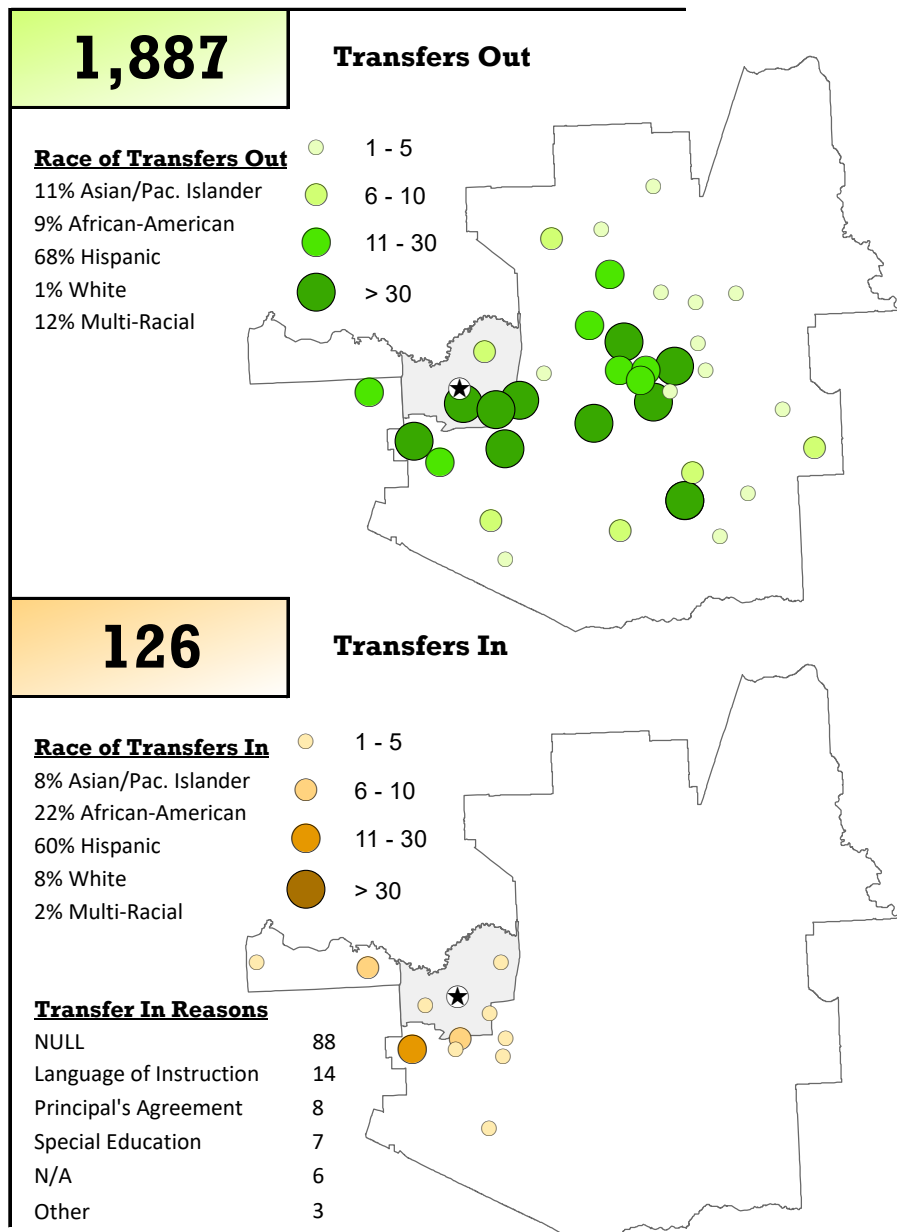 1,887
Transfers Out
Race of Transfers Out
11% Asian/Pac. Islander
9% African-American
68% Hispanic
1% White
12% Multi-Racial
1 - 5
6 - 10
11 - 30
> 30
126
Transfers In
Race of Transfers In
8% Asian/Pac. Islander
22% African-American
60% Hispanic
8% White
2% Multi-Racial
1 - 5
6 - 10
11 - 30
> 30
Transfer In Reasons
NULL 88
Language of Instruction 14
Principal's Agreement 8
Special Education 7
N/A 6
Other 3